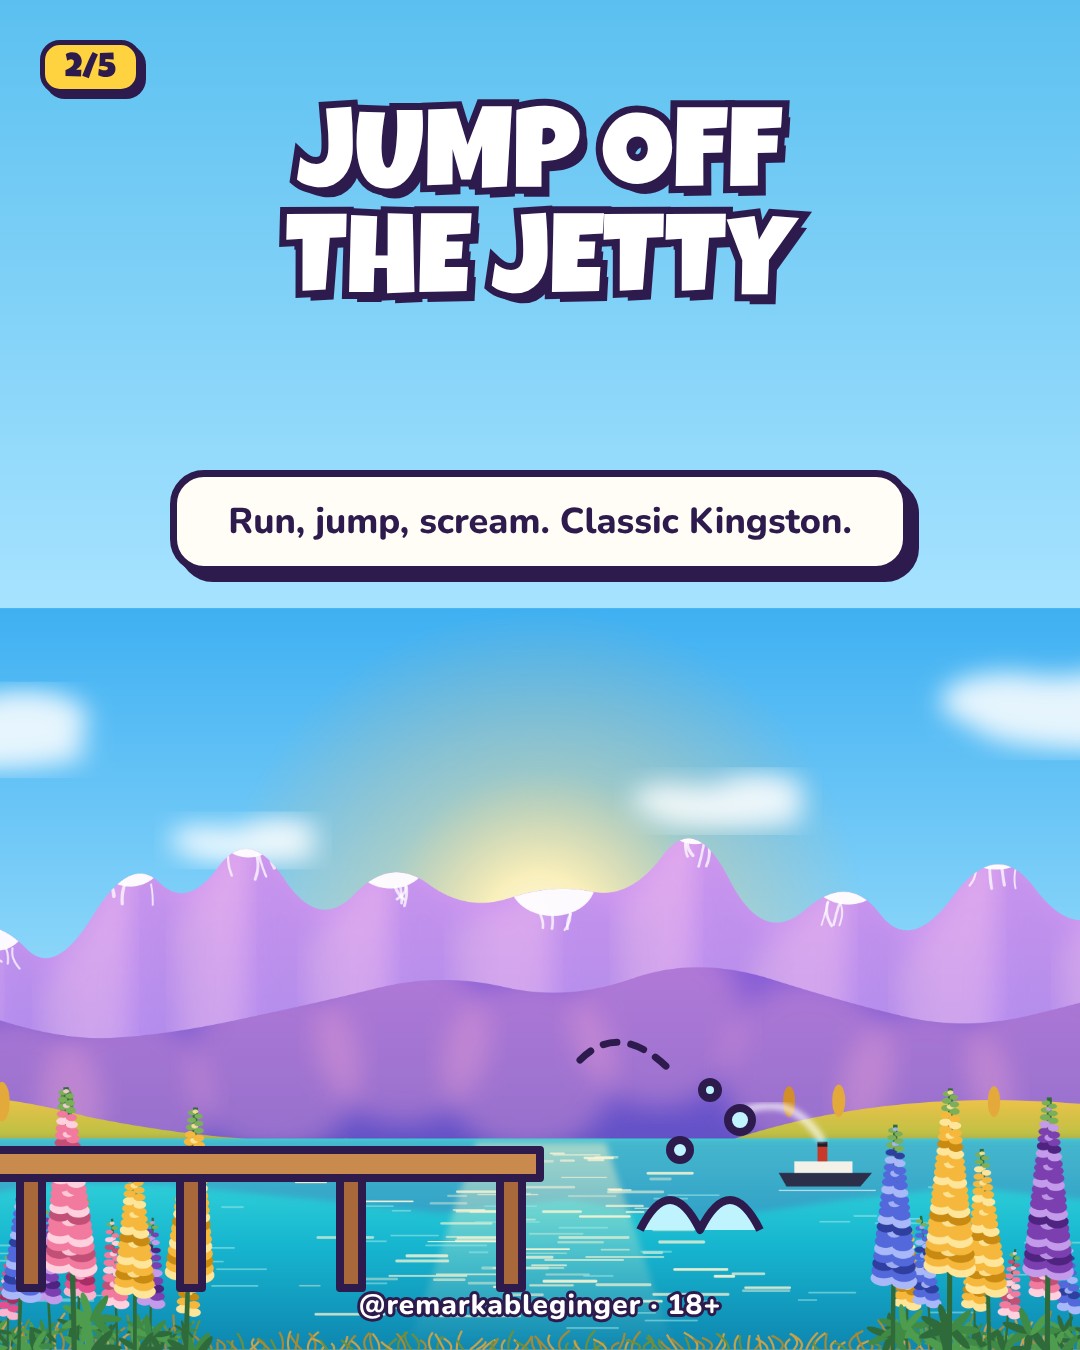 2/5
JUMP OFF
THE JETTY
Run, jump, scream. Classic Kingston.
@remarkableginger · 18+